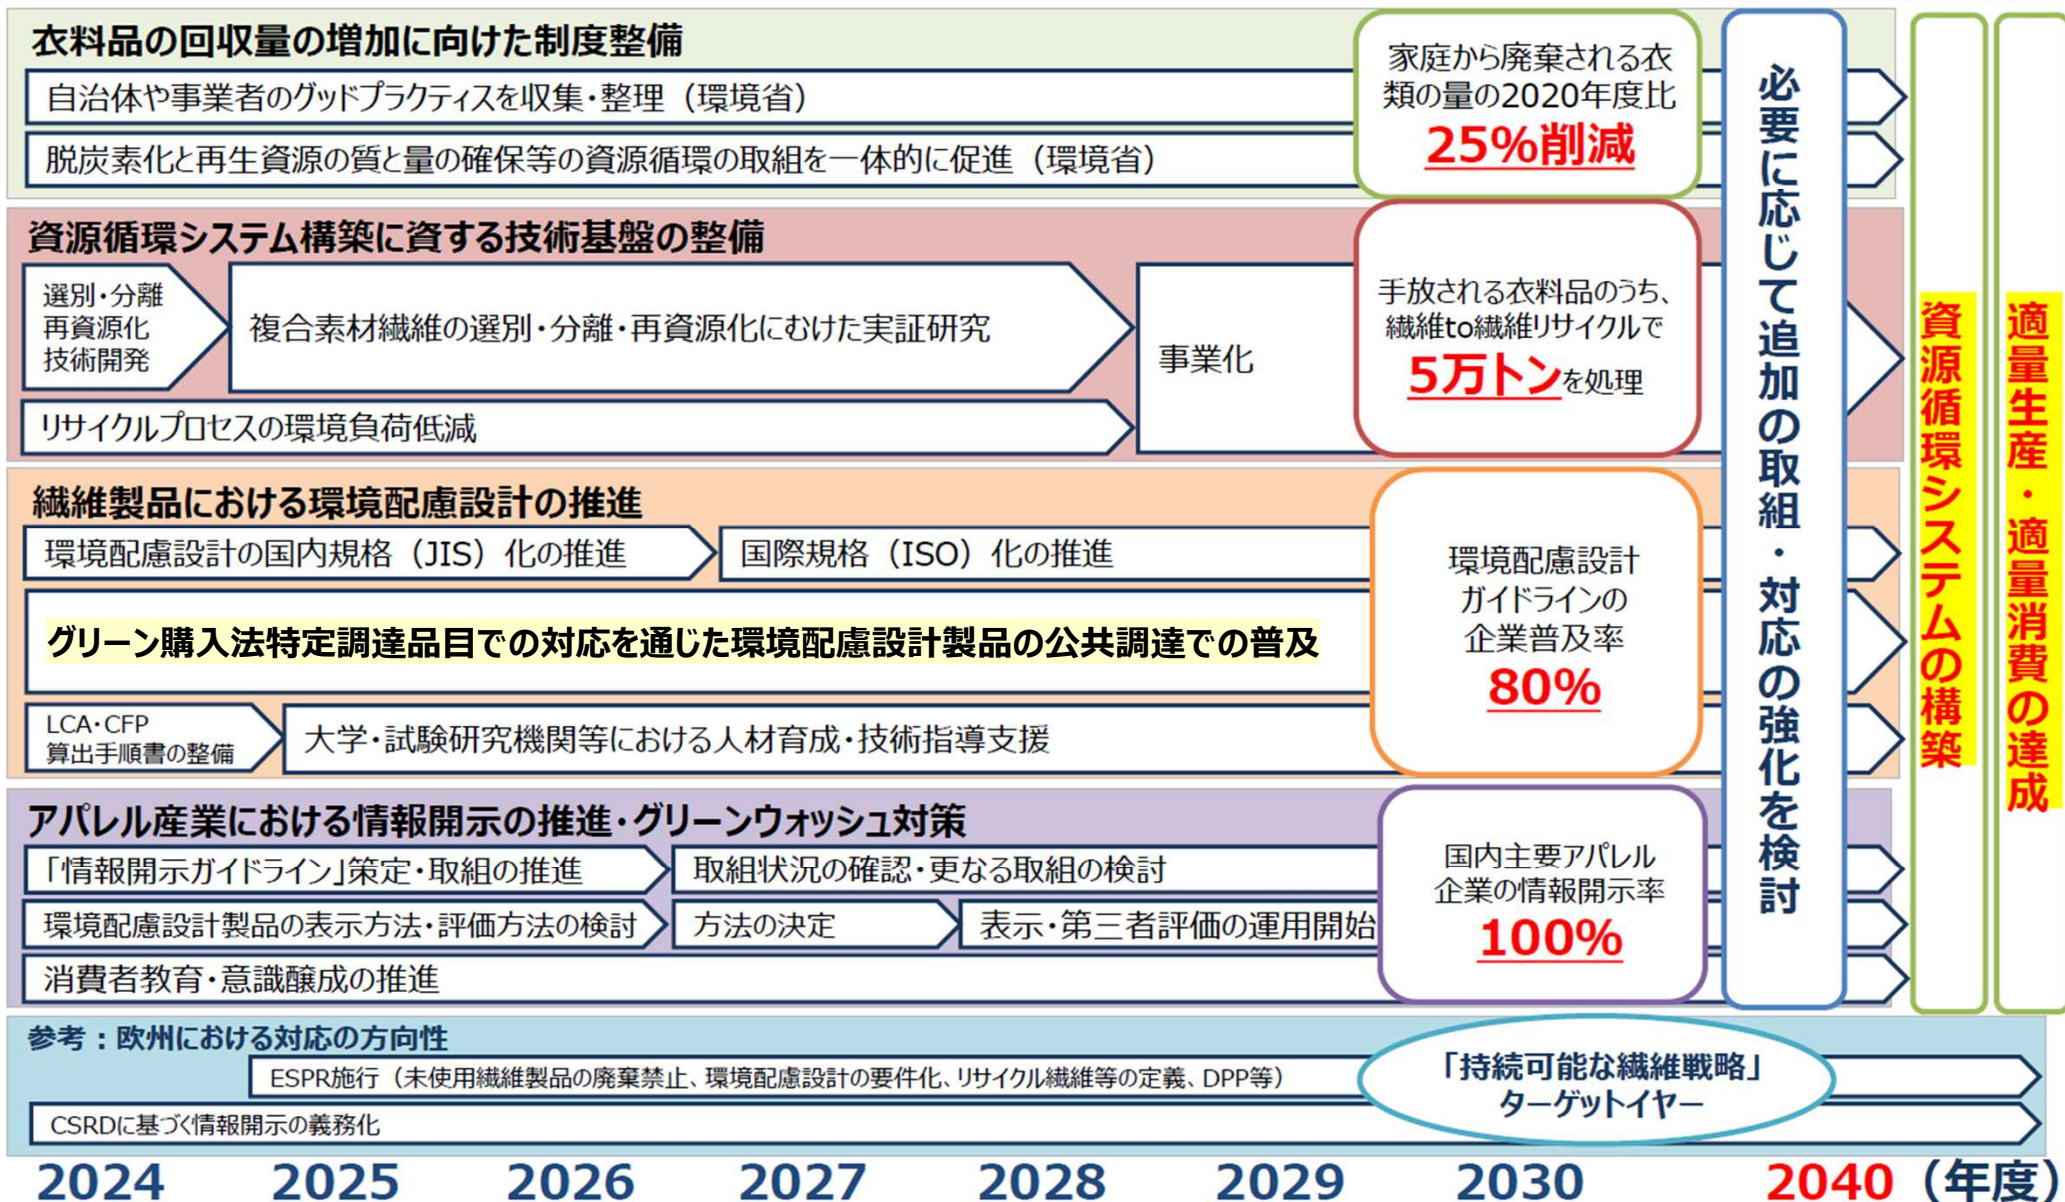 衣料品の回収量の増加に向けた制度整備
自治体や事業者のグッドプラクティスを収集・整理（環境省）
脱炭素化と再生資源の質と量の確保等の資源循環の取組を一体的に促進（環境省）
家庭から廃棄される衣
類の量の2020年度比
25%削減
資源循環システム構築に資する技術基盤の整備
選別・分離
再資源化
技術開発
複合素材繊維の選別・分離・再資源化にむけた実証研究
リサイクルプロセスの環境負荷低減
事業化
手放される衣料品のうち、
繊維to繊維リサイクルで
5万トンを処理
繊維製品における環境配慮設計の推進
環境配慮設計の国内規格（JIS）化の推進
国際規格（ISO）化の推進
グリーン購入法特定調達品目での対応を通じた環境配慮設計製品の公共調達での普及
LCA・CFP
算出手順書の整備
大学・試験研究機関等における人材育成・技術指導支援
環境配慮設計
ガイドラインの
企業普及率
80%
アパレル産業における情報開示の推進・グリーンウォッシュ対策
「情報開示ガイドライン」策定・取組の推進
取組状況の確認・更なる取組の検討
環境配慮設計製品の表示方法・評価方法の検討
方法の決定
表示・第三者評価の運用開始
消費者教育・意識醸成の推進
国内主要アパレル
企業の情報開示率
100%
必要に応じて追加の取組・対応の強化を検討
資源循環システムの構築
適量生産・適量消費の達成
参考：欧州における対応の方向性
ESPR施行（未使用繊維製品の廃棄禁止、環境配慮設計の要件化、リサイクル繊維等の定義、DPP等）
CSRDに基づく情報開示の義務化
「持続可能な繊維戦略」
ターゲットイヤー
2024 2025 2026 2027 2028 2029 2030 2040（年度）